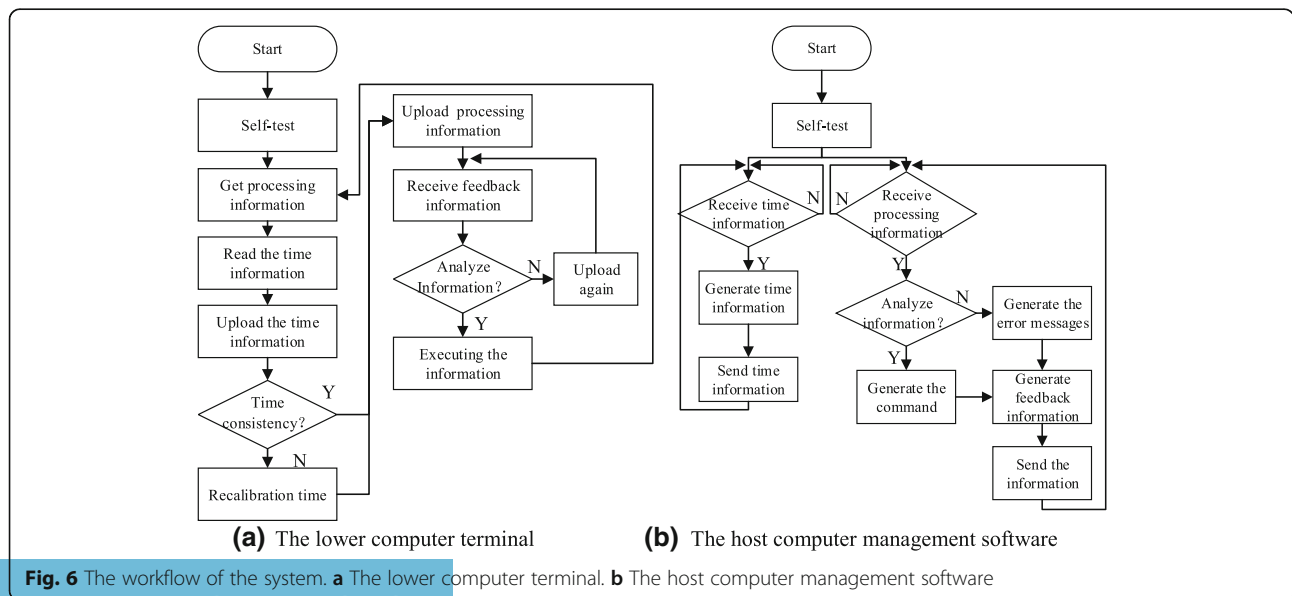 Start
Self-test
Get processing
information
Read the time
information
Upload the time
information
Time
consistency?
Y
N
Recalibration time
Upload processing
information
Receive feedback
information
Analyze
Information?
N
Upload
again
Y
Executing the
information
(a) The lower computer terminal
Start
Self-test
Receive time
information
N
Y
Generate time
information
Send time
information
Receive
processing
information
N
Y
Analyze
information?
N
Generate the
error messages
Y
Generate the
command
Generate
feedback
information
Send the
information
(b) The host computer management software
Fig. 6 The workflow of the system. a The lower computer terminal. b The host computer management software